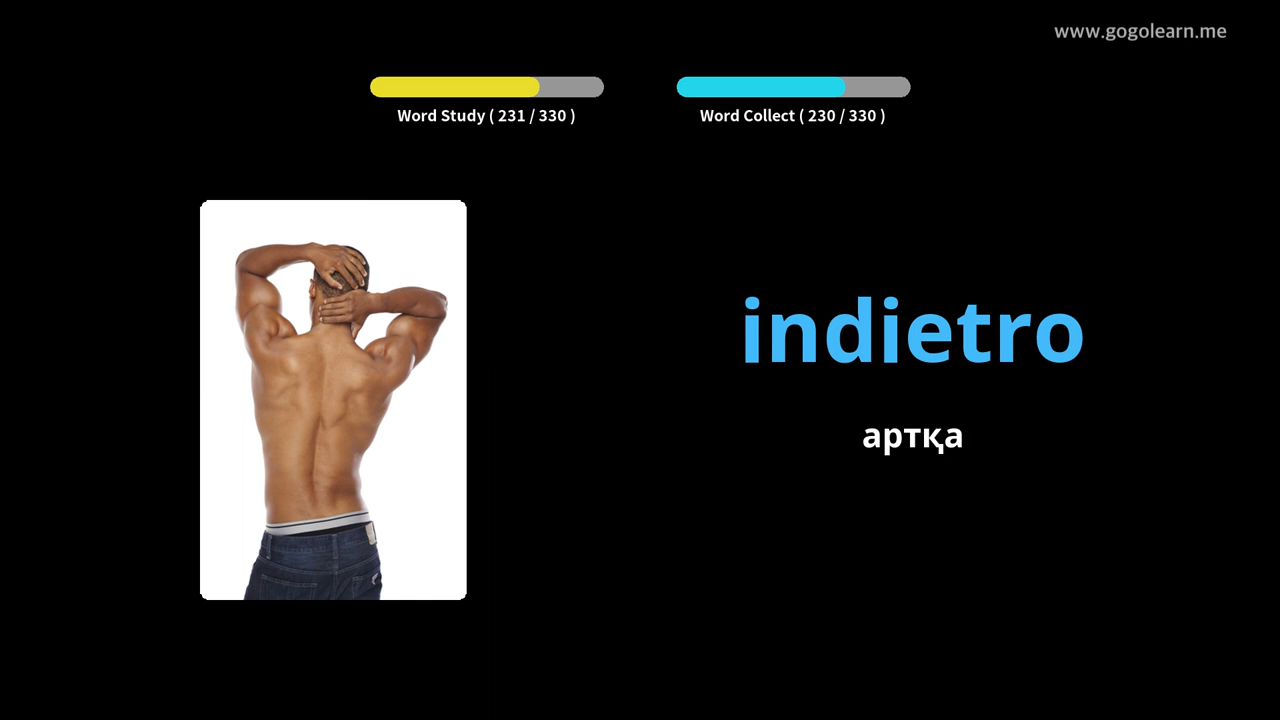 www.gogolearn.me
Word Study ( 231 / 330 )
Word Collect ( 230 / 330 )
indietro
артқа